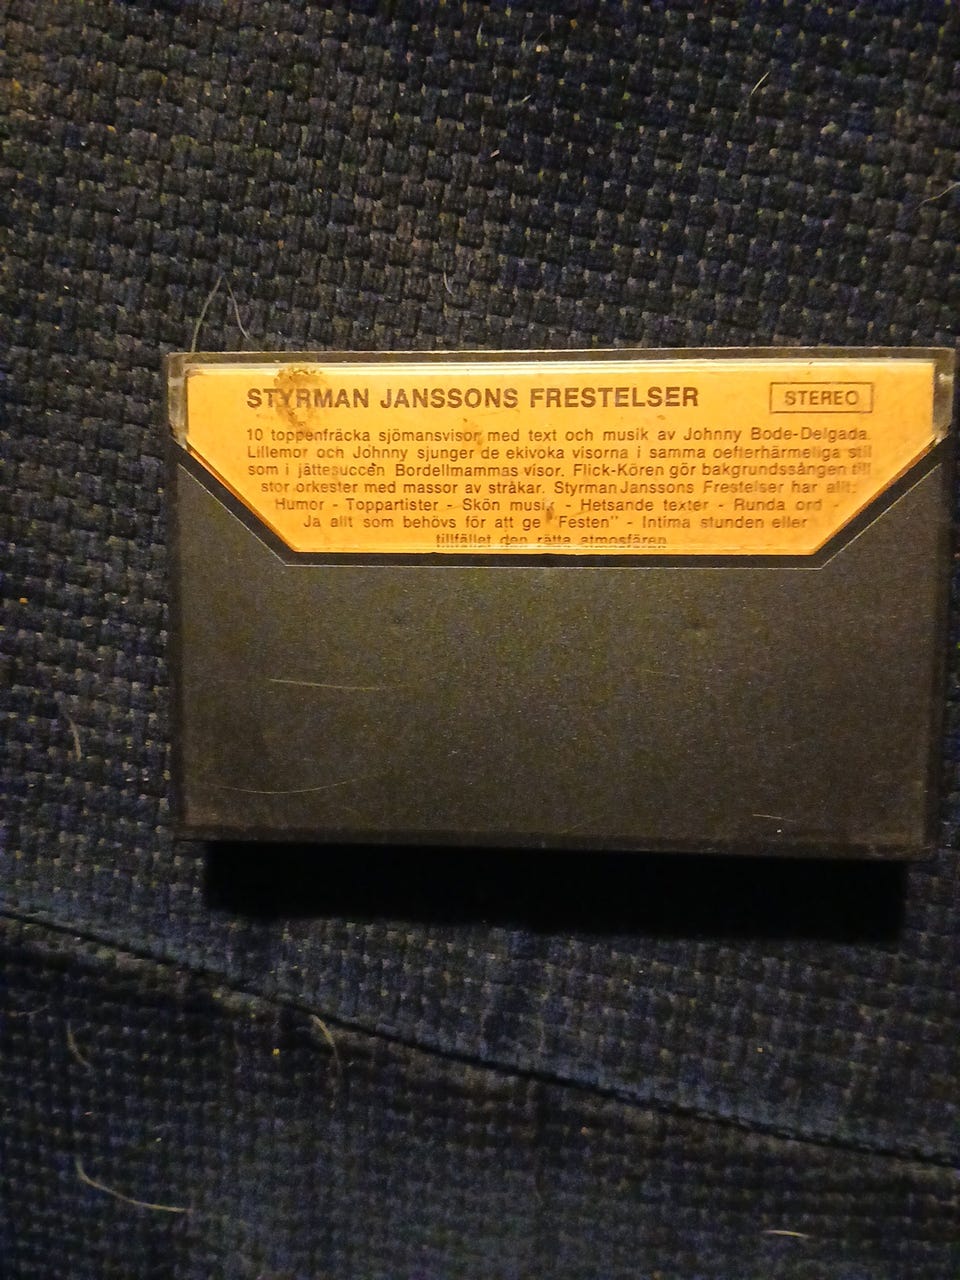 STYRMAN JANSSONS FRESTELSER
STEREO
10 toppenfräcka sjömansvisor med text och musik av Johnny Bode-Delgada.
Lillemor och Johnny sjunger de ekivoka visorna i samma oefterhärmeliga stil
som i jättesuccén Bordellmammas visor. Flick-Kören gör bakgrundssången till
stor orkester med massor av stråkar. Styrman Janssons Frestelser har allt:
Humor - Toppartister - Skön musik - Hetsande texter - Runda ord -
Ja allt som behövs för att ge "Festen" - Intima stunden eller
tillfället den rätta atmosfären